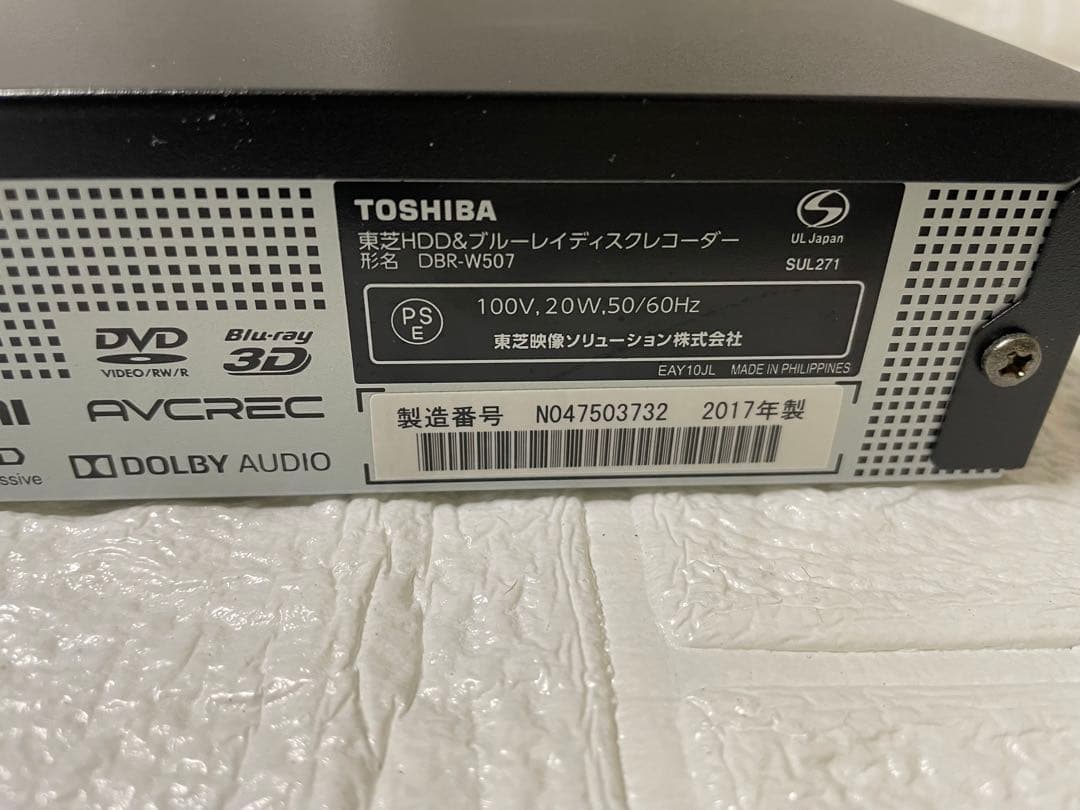 TOSHIBA
東芝HDD&ブルーレイディスクレコーダー
形名 DBR-W507
UL Japan
SUL271
PS
E
100V, 20W, 50/60Hz
東芝映像ソリューション株式会社
EAY10JL MADE IN PHILIPPINES
DVD
VIDEO/RW/R
Blu-ray
3D
AVCREC
DOLBY AUDIO
製造番号 N047503732 2017年製